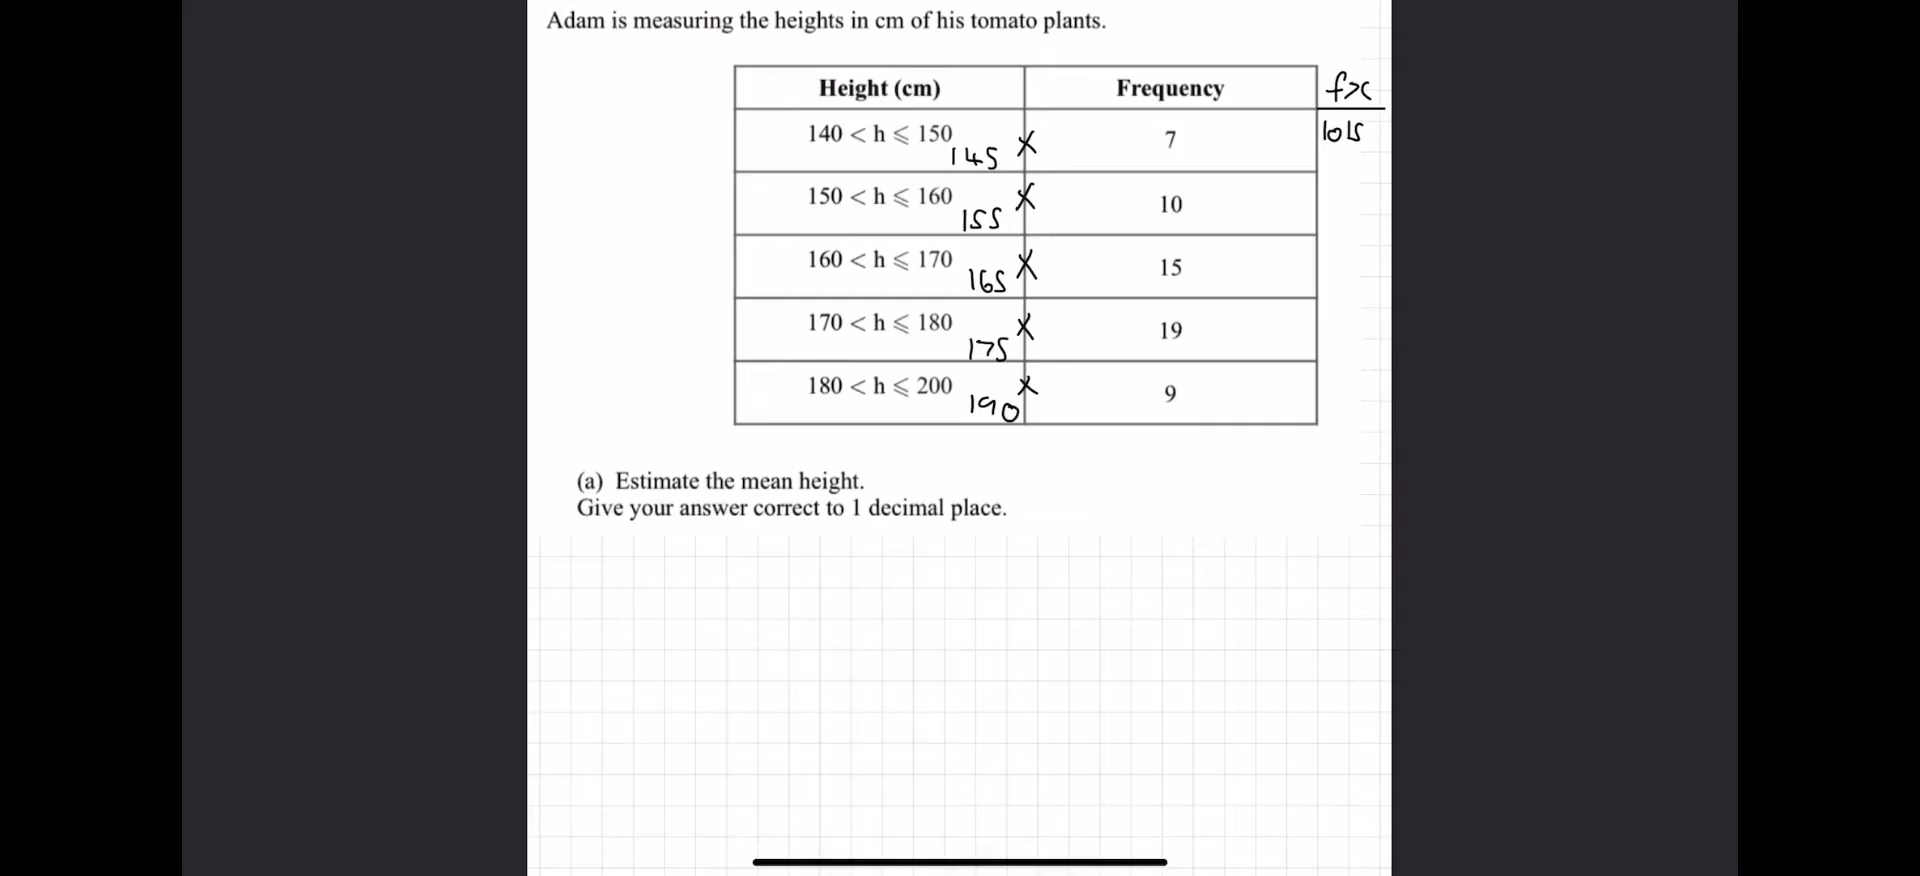 Adam is measuring the heights in cm of his tomato plants.
Height (cm) Frequency fx
140 < h ⩽ 150 145 × 7 1015
150 < h ⩽ 160 155 × 10
160 < h ⩽ 170 165 × 15
170 < h ⩽ 180 175 × 19
180 < h ⩽ 200 190 × 9
(a) Estimate the mean height.
Give your answer correct to 1 decimal place.